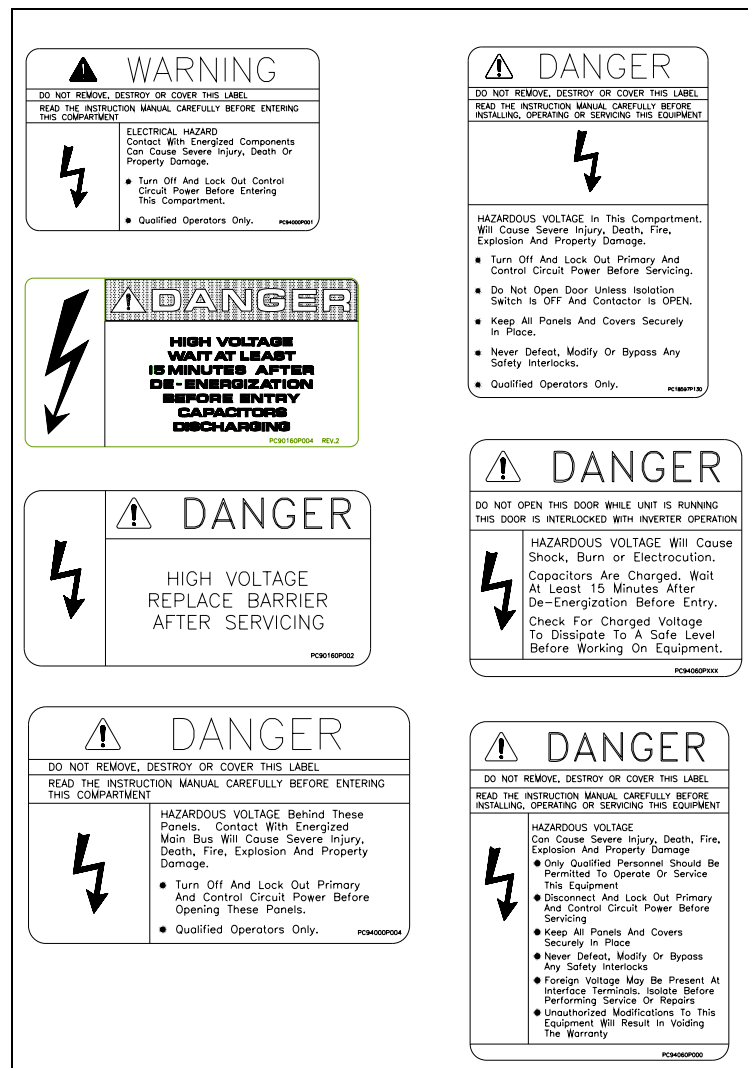 WARNING
DO NOT REMOVE, DESTROY OR COVER THIS LABEL
READ THE INSTRUCTION MANUAL CAREFULLY BEFORE ENTERING
THIS COMPARTMENT
ELECTRICAL HAZARD
Contact With Energized Components
Can Cause Severe Injury, Death Or
Property Damage.
Turn Off And Lock Out Control
Circuit Power Before Entering
This Compartment.
Qualified Operators Only.
PC94000P001
DANGER
HIGH VOLTAGE
WAIT AT LEAST
15 MINUTES AFTER
DE-ENERGIZATION
BEFORE ENTRY
CAPACITORS
DISCHARGING
PC90160P004 REV.2
DANGER
HIGH VOLTAGE
REPLACE BARRIER
AFTER SERVICING
PC90160P002
DANGER
DO NOT REMOVE, DESTROY OR COVER THIS LABEL
READ THE INSTRUCTION MANUAL CAREFULLY BEFORE ENTERING
THIS COMPARTMENT
HAZARDOUS VOLTAGE Behind These
Panels. Contact With Energized
Main Bus Will Cause Severe Injury,
Death, Fire, Explosion And Property
Damage.
Turn Off And Lock Out Primary
And Control Circuit Power Before
Opening These Panels.
Qualified Operators Only.
PC94000P004
DANGER
DO NOT REMOVE, DESTROY OR COVER THIS LABEL
READ THE INSTRUCTION MANUAL CAREFULLY BEFORE
INSTALLING, OPERATING OR SERVICING THIS EQUIPMENT
HAZARDOUS VOLTAGE In This Compartment.
Will Cause Severe Injury, Death, Fire,
Explosion And Property Damage.
Turn Off And Lock Out Primary And
Control Circuit Power Before Servicing.
Do Not Open Door Unless Isolation
Switch Is OFF And Contactor Is OPEN.
Keep All Panels And Covers Securely
In Place.
Never Defeat, Modify Or Bypass Any
Safety Interlocks.
Qualified Operators Only.
PC18597P130
DANGER
DO NOT OPEN THIS DOOR WHILE UNIT IS RUNNING
THIS DOOR IS INTERLOCKED WITH INVERTER OPERATION
HAZARDOUS VOLTAGE Will Cause
Shock, Burn or Electrocution.
Capacitors Are Charged. Wait
At Least 15 Minutes After
De-Energization Before Entry.
Check For Charged Voltage
To Dissipate To A Safe Level
Before Working On Equipment.
PC94060PXXX
DANGER
DO NOT REMOVE, DESTROY OR COVER THIS LABEL
READ THE INSTRUCTION MANUAL CAREFULLY BEFORE
INSTALLING, OPERATING OR SERVICING THIS EQUIPMENT
HAZARDOUS VOLTAGE
Can Cause Severe Injury, Death, Fire,
Explosion And Property Damage
Only Qualified Personnel Should Be
Permitted To Operate Or Service
This Equipment
Disconnect And Lock Out Primary
And Control Circuit Power Before
Servicing
Keep All Panels And Covers
Securely In Place
Never Defeat, Modify Or Bypass
Any Safety Interlocks
Foreign Voltage May Be Present At
Interface Terminals. Isolate Before
Performing Service Or Repairs
Unauthorized Modifications To This
Equipment Will Result In Voiding
The Warranty
PC94060P000